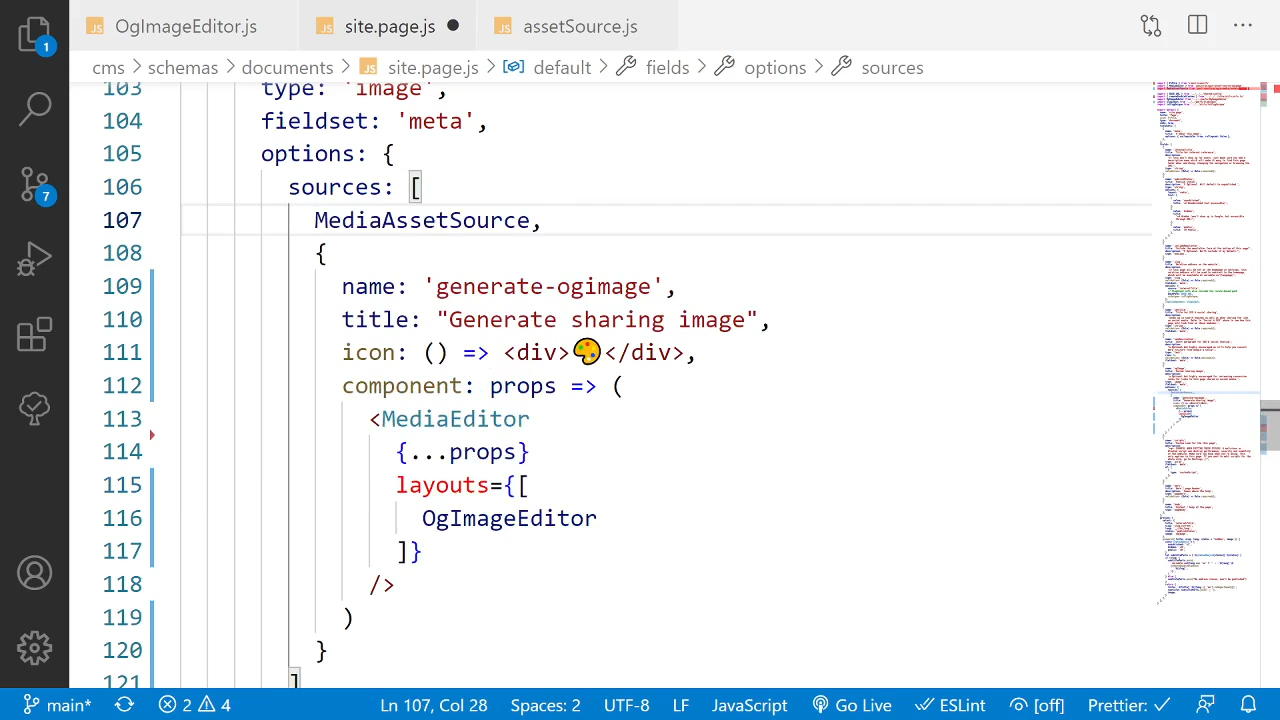 OgImageEditor.js
site.page.js
assetSource.js
1
7
cms > schemas > documents > site.page.js > default > fields > options > sources
103 type: 'image',
104 fieldset: 'meta',
105 options: {
106 sources: [
107 MediaAssetSource,
108 {
109 name: 'generate-ogimage',
110 title: "Generate sharing image",
111 icon: () => <div>🎨</div>,
112 component: props => (
113 <MediaEditor
114 {...props}
115 layouts={[
116 OgImageEditor
117 ]}
118 />
119 )
120 }
121 ]
main* 2 4 Ln 107, Col 28 Spaces: 2 UTF-8 LF JavaScript Go Live ESLint [off] Prettier: